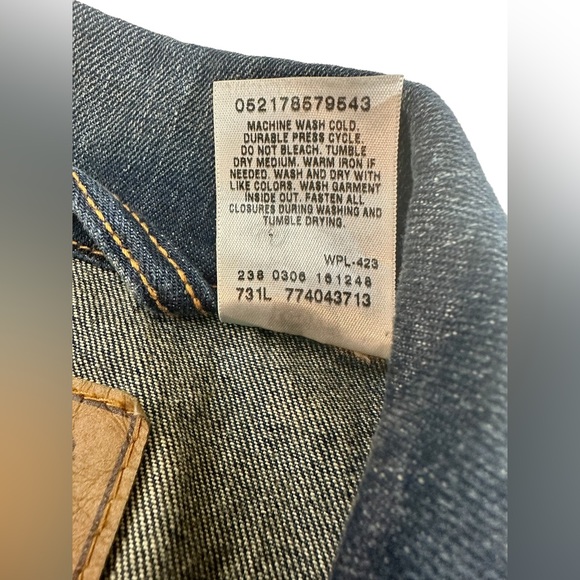 052178579543
MACHINE WASH COLD.
DURABLE PRESS CYCLE.
DO NOT BLEACH. TUMBLE
DRY MEDIUM. WARM IRON IF
NEEDED. WASH AND DRY WITH
LIKE COLORS. WASH GARMENT
INSIDE OUT. FASTEN ALL
CLOSURES DURING WASHING AND
TUMBLE DRYING.
WPL-423
238 0306 161248
731L 774043713